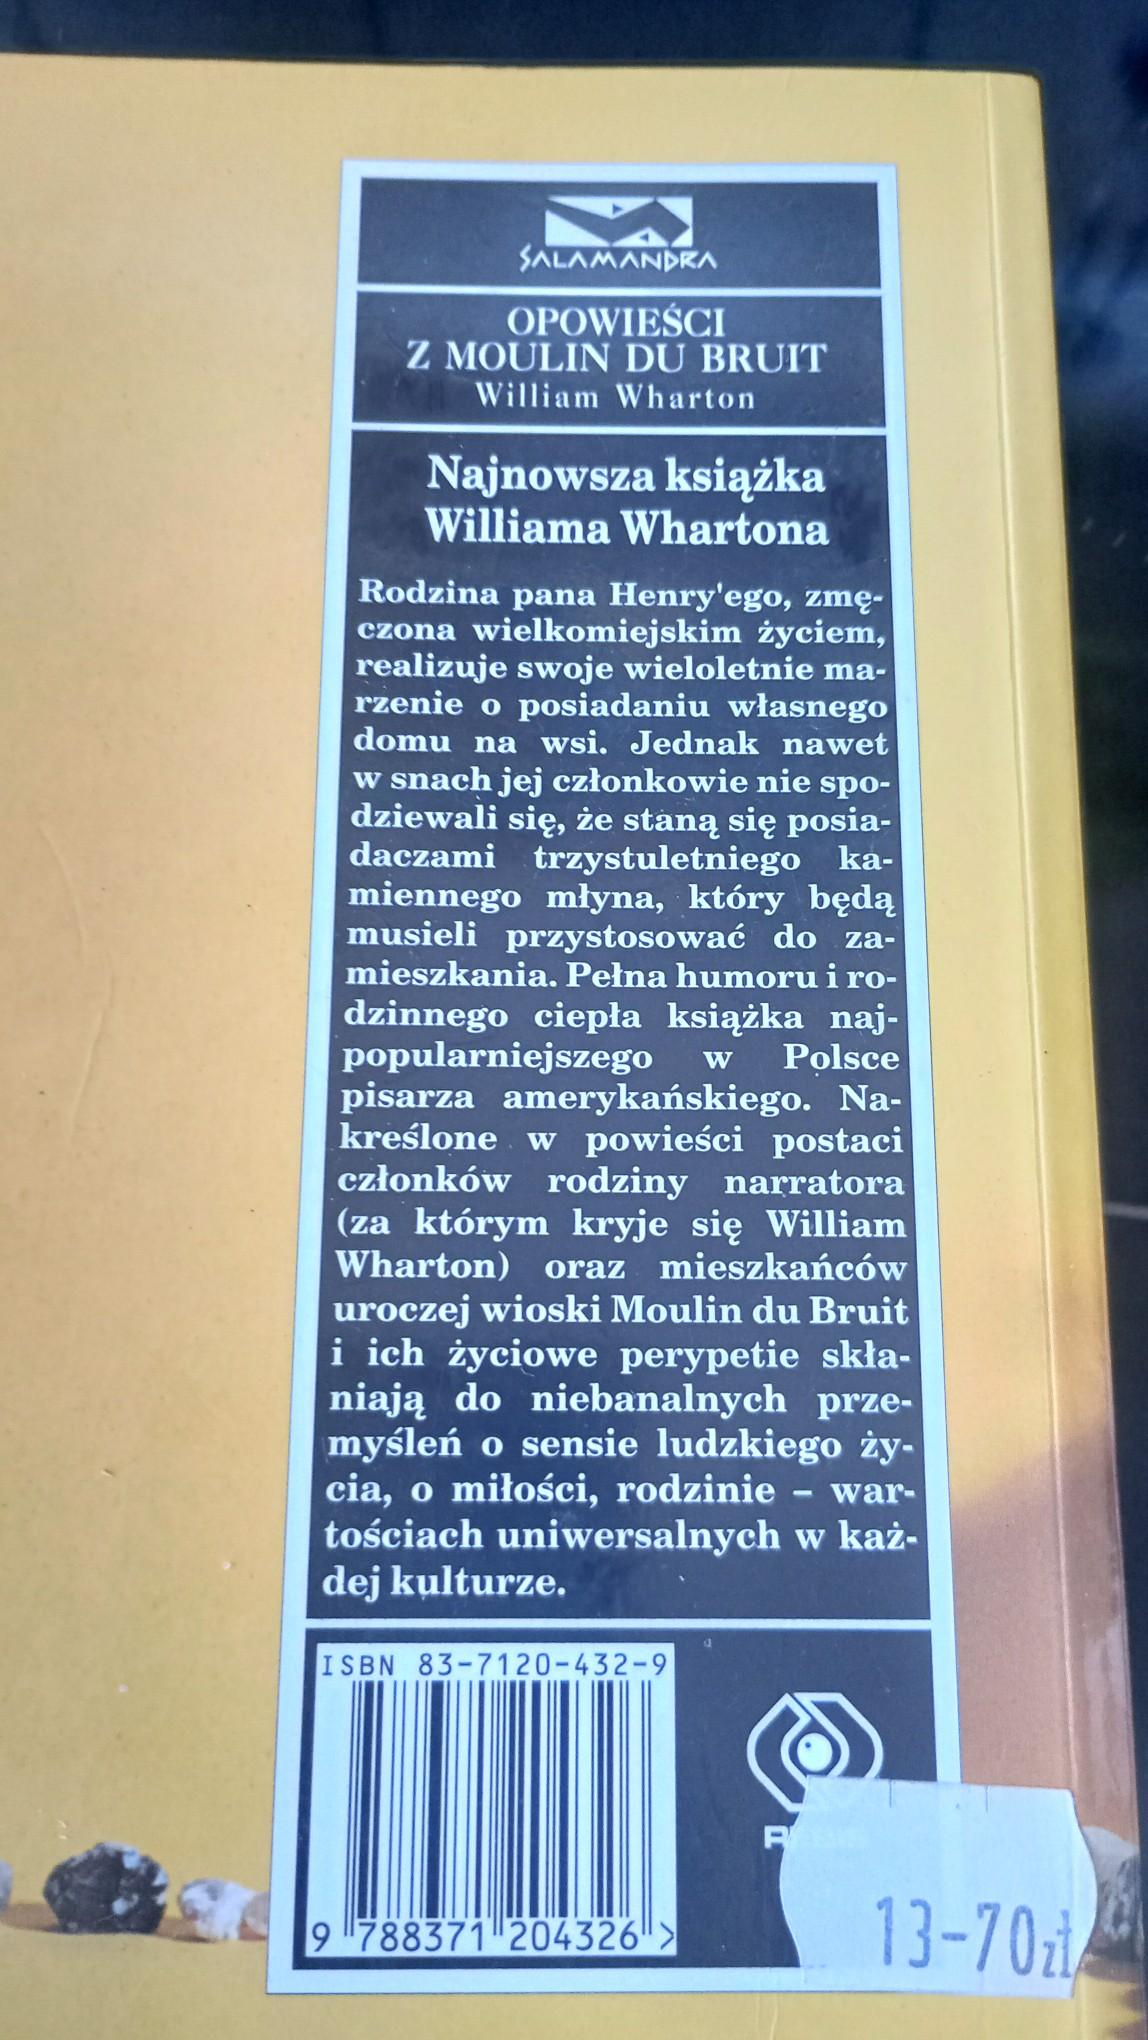 SALAMANDRA
OPOWIEŚCI
Z MOULIN DU BRUIT
William Wharton
Najnowsza książka
Williama Whartona
Rodzina pana Henry'ego, zmę-
czona wielkomiejskim życiem,
realizuje swoje wieloletnie ma-
rzenie o posiadaniu własnego
domu na wsi. Jednak nawet
w snach jej członkowie nie spo-
dziewali się, że staną się posia-
daczami trzystuletniego ka-
miennego młyna, który będą
musieli przystosować do za-
mieszkania. Pełna humoru i ro-
dzinnego ciepła książka naj-
popularniejszego w Polsce
pisarza amerykańskiego. Na-
kreślone w powieści postaci
członków rodziny narratora
(za którym kryje się William
Wharton) oraz mieszkańców
uroczej wioski Moulin du Bruit
i ich życiowe perypetie skła-
niają do niebanalnych prze-
myśleń o sensie ludzkiego ży-
cia, o miłości, rodzinie – war-
tościach uniwersalnych w każ-
dej kulturze.
ISBN 83-7120-432-9
9 788371 204326 >
13-70zł